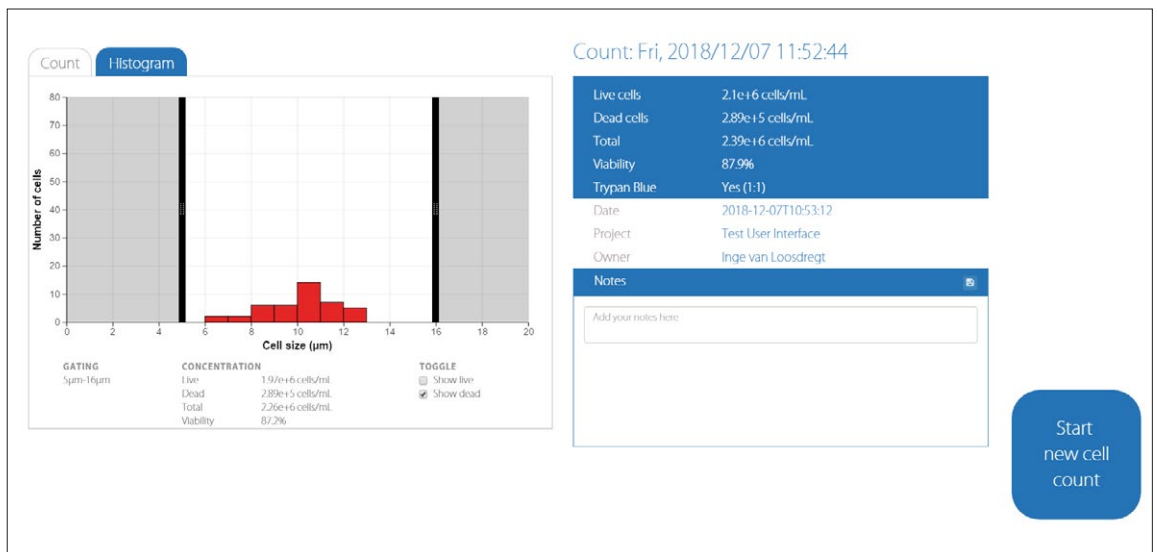 Count Histogram
80
70
60
50
40
30
20
10
0
Number of cells
0 2 4 6 8 10 12 14 16 18 20
Cell size (μm)
GATING
5μm-16μm
CONCENTRATION
Live 1.97e+6 cells/mL
Dead 2.89e+5 cells/mL
Total 2.26e+6 cells/mL
Viability 87.2%
TOGGLE
Show live
Show dead
Count: Fri, 2018/12/07 11:52:44
Live cells 2.1e+6 cells/mL
Dead cells 2.89e+5 cells/mL
Total 2.39e+6 cells/mL
Viability 87.9%
Trypan Blue Yes (1:1)
Date 2018-12-07T10:53:12
Project Test User Interface
Owner Inge van Loosdregt
Notes
Add your notes here
Start
new cell
count